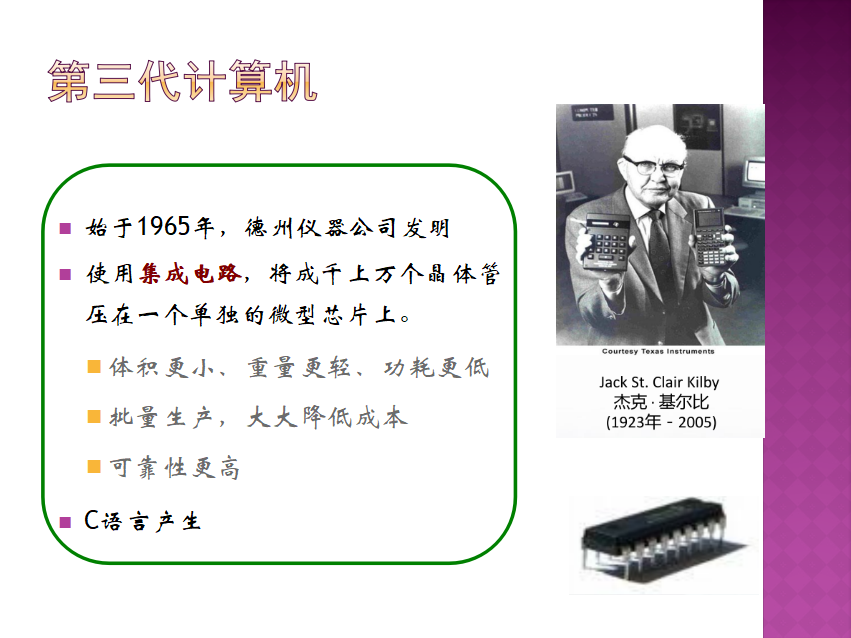 第三代计算机
始于1965年，德州仪器公司发明
使用集成电路，将成千上万个晶体管
压在一个单独的微型芯片上。
体积更小、重量更轻、功耗更低
批量生产，大大降低成本
可靠性更高
C语言产生
Courtesy Texas Instruments
Jack St. Clair Kilby
杰克·基尔比
(1923年 - 2005)